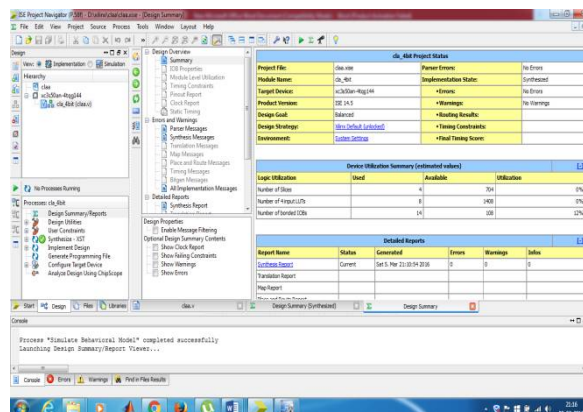 ISE Project Navigator (P.58f) - D:\xilinx\claa\claa.xise - [Design Summary]
File Edit View Project Source Process Tools Window Layout Help
Design
View: Implementation Simulation
Hierarchy
claa
xc3s50an-4tqg144
cla_4bit (claa.v)
No Processes Running
Processes: cla_4bit
Design Summary/Reports
Design Utilities
User Constraints
Synthesize - XST
Implement Design
Generate Programming File
Configure Target Device
Analyze Design Using ChipScope
Start Design Files Libraries
Design Overview
Summary
IOB Properties
Module Level Utilization
Timing Constraints
Pinout Report
Clock Report
Static Timing
Errors and Warnings
Parser Messages
Synthesis Messages
Translation Messages
Map Messages
Place and Route Messages
Timing Messages
Bitgen Messages
All Implementation Messages
Detailed Reports
Synthesis Report
Design Properties
Enable Message Filtering
Optional Design Summary Contents
Show Clock Report
Show Failing Constraints
Show Warnings
Show Errors
cla_4bit Project Status
Project File: claa.xise Parser Errors: No Errors
Module Name: cla_4bit Implementation State: Synthesized
Target Device: xc3s50an-4tqg144 •Errors: No Errors
Product Version: ISE 14.5 •Warnings: No Warnings
Design Goal: Balanced •Routing Results:
Design Strategy: Xilinx Default (unlocked) •Timing Constraints:
Environment: System Settings •Final Timing Score:
Device Utilization Summary (estimated values)
Logic Utilization Used Available Utilization
Number of Slices 4 704 0%
Number of 4 input LUTs 8 1408 0%
Number of bonded IOBs 14 108 12%
Detailed Reports
Report Name Status Generated Errors Warnings Infos
Synthesis Report Current Sat 5. Mar 21:10:54 2016 0 0 0
Translation Report
Map Report
claa.v Design Summary (Synthesized) Design Summary
Console
Process "Simulate Behavioral Model" completed successfully
Launching Design Summary/Report Viewer...
Console Errors Warnings Find in Files Results
21:16